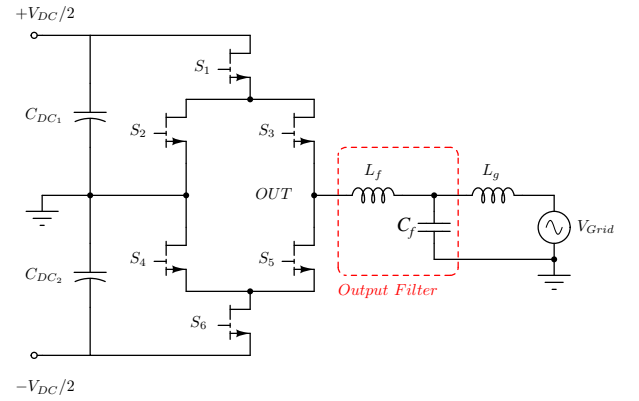 +V_{DC}/2
S_1
C_{DC_1}
S_2
S_3
L_f
L_g
OUT
C_f
V_{Grid}
S_4
S_5
C_{DC_2}
Output Filter
S_6
−V_{DC}/2